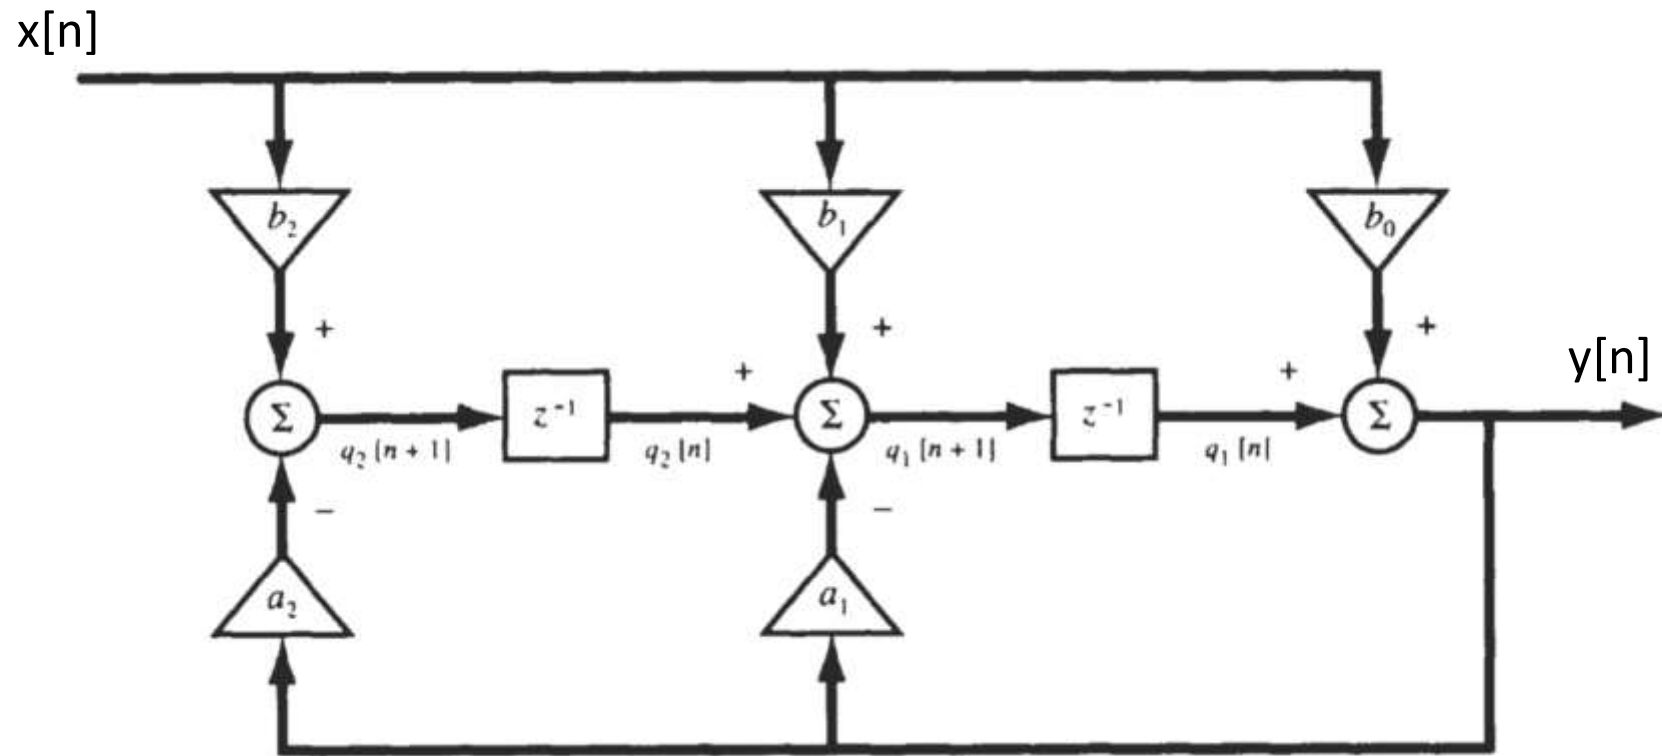 x[n]
b₂
b₁
b₀
+
+
+
y[n]
+
+
Σ
z⁻¹
Σ
z⁻¹
Σ
q₂ [n + 1]
q₂ [n]
q₁ [n + 1]
q₁ [n]
−
−
a₂
a₁